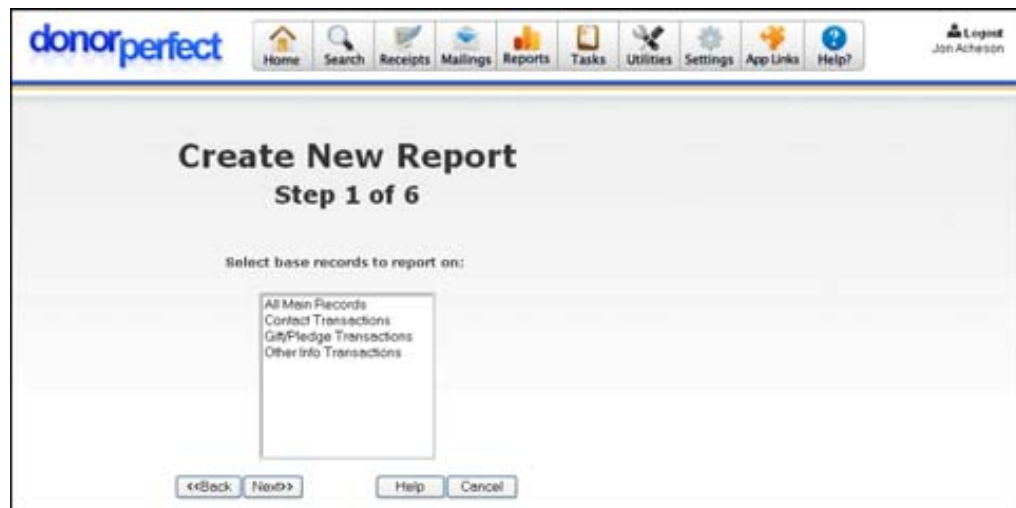 donorperfect
Home Search Receipts Mailings Reports Tasks Utilities Settings App Links Help?
Logout
Jon Acheson
Create New Report
Step 1 of 6
Select base records to report on:
All Main Records
Contact Transactions
Gift/Pledge Transactions
Other Info Transactions
<<Back Next>> Help Cancel